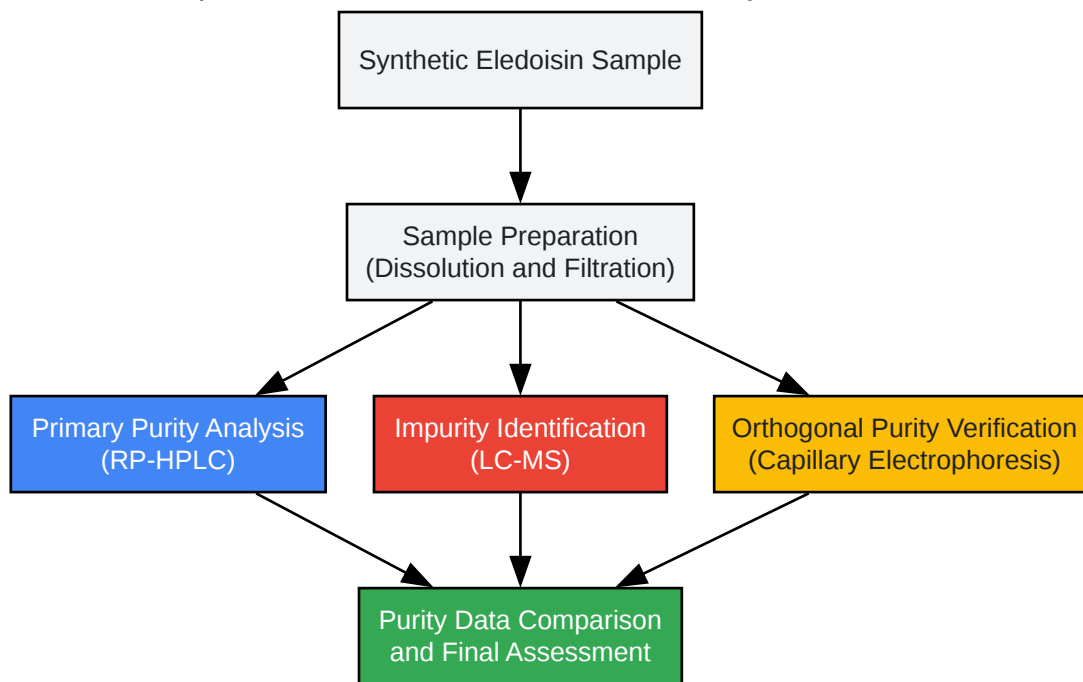 Synthetic Eledoisin Sample
Sample Preparation
(Dissolution and Filtration)
Primary Purity Analysis
(RP-HPLC)
Impurity Identification
(LC-MS)
Orthogonal Purity Verification
(Capillary Electrophoresis)
Purity Data Comparison
and Final Assessment